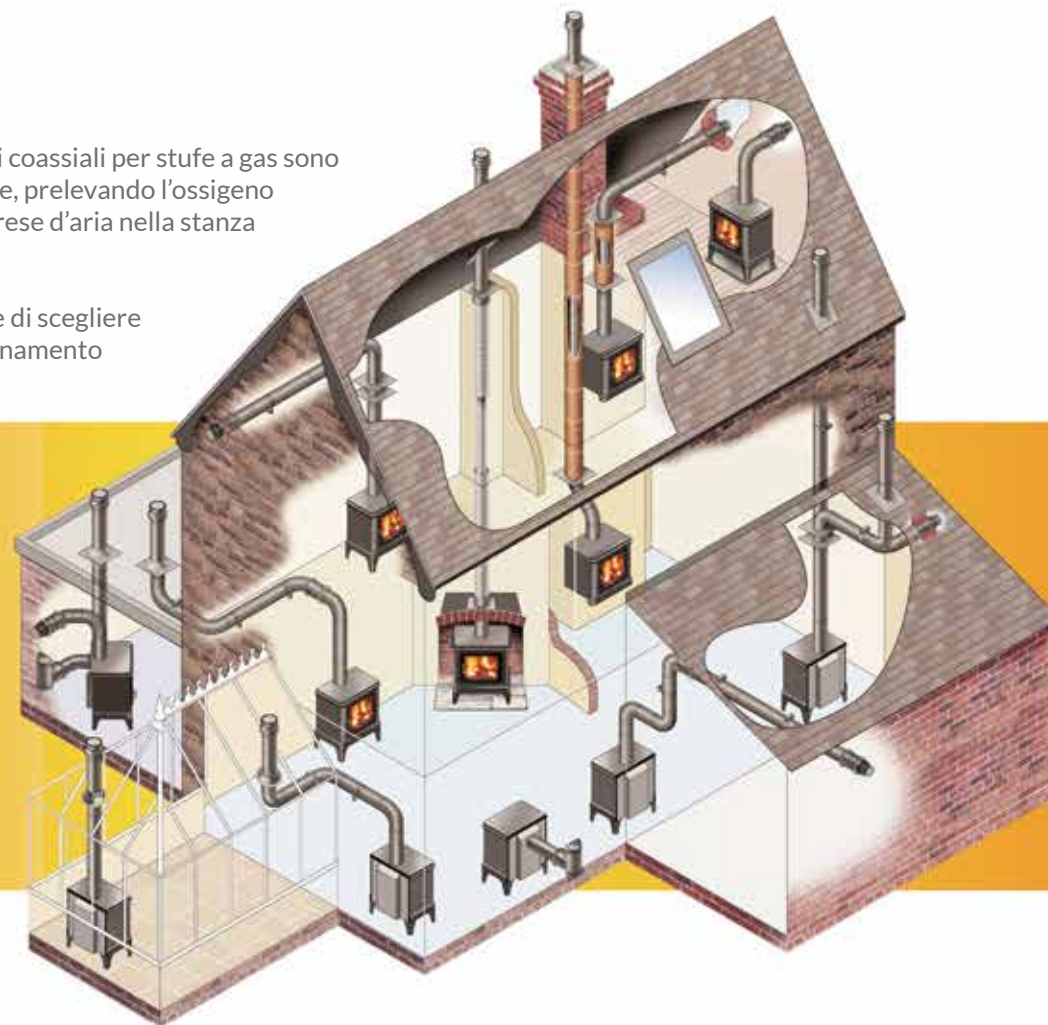 i coassiali per stufe a gas sono
e, prelevando l’ossigeno
rese d’aria nella stanza
e di scegliere
namento